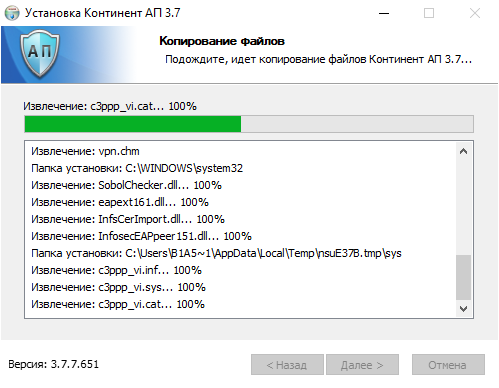 Установка Континент АП 3.7
АП
Копирование файлов
Подождите, идет копирование файлов Континент АП 3.7...
Извлечение: c3ppp_vi.cat... 100%
Извлечение: vpn.chm
Папка установки: C:\WINDOWS\system32
Извлечение: SobolChecker.dll... 100%
Извлечение: eapext161.dll... 100%
Извлечение: InfsCerImport.dll... 100%
Извлечение: InfosecEAPpeer151.dll... 100%
Папка установки: C:\Users\B1A5~1\AppData\Local\Temp\nsuE37B.tmp\sys
Извлечение: c3ppp_vi.inf... 100%
Извлечение: c3ppp_vi.sys... 100%
Извлечение: c3ppp_vi.cat... 100%
Версия: 3.7.7.651
< Назад
Далее >
Отмена